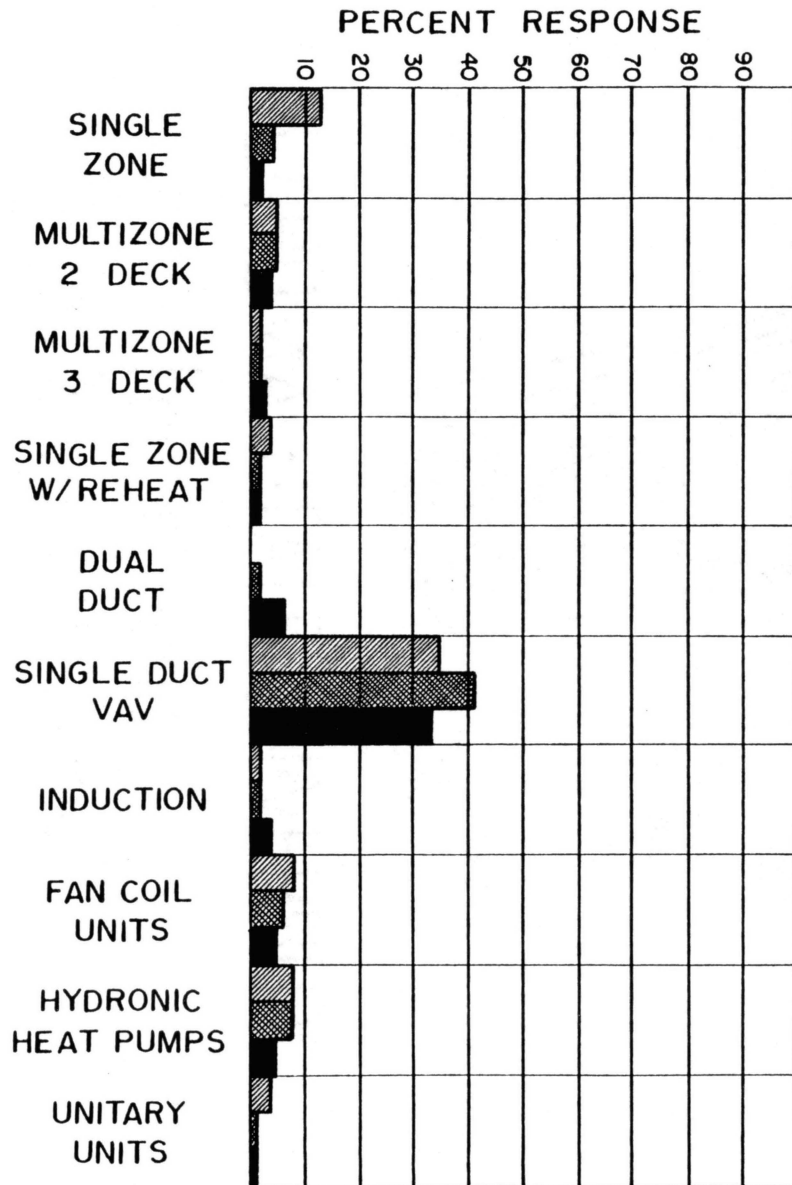 PERCENT RESPONSE
10 20 30 40 50 60 70 80 90
SINGLE
ZONE
MULTIZONE
2 DECK
MULTIZONE
3 DECK
SINGLE ZONE
W/REHEAT
DUAL
DUCT
SINGLE DUCT
VAV
INDUCTION
FAN COIL
UNITS
HYDRONIC
HEAT PUMPS
UNITARY
UNITS